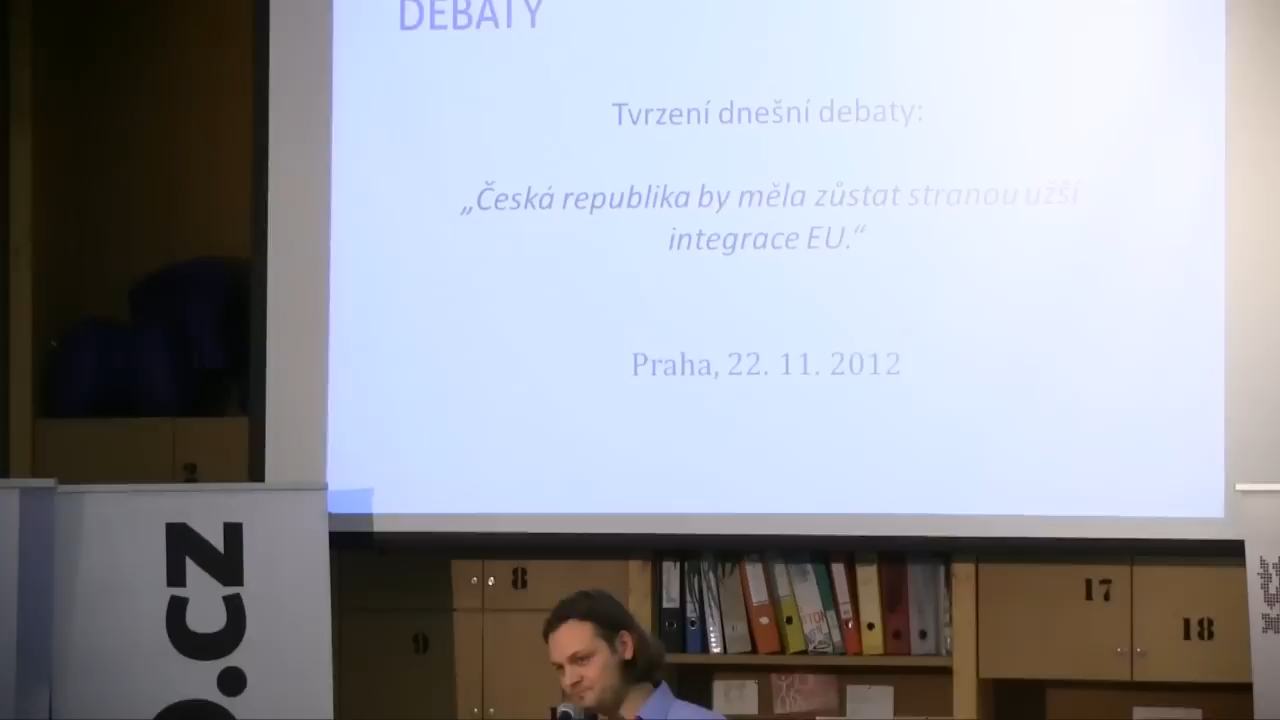 DEBATY
Tvrzení dnešní debaty:
„Česká republika by měla zůstat stranou užší
integrace EU.“
Praha, 22. 11. 2012
.cz
8
9
17
18